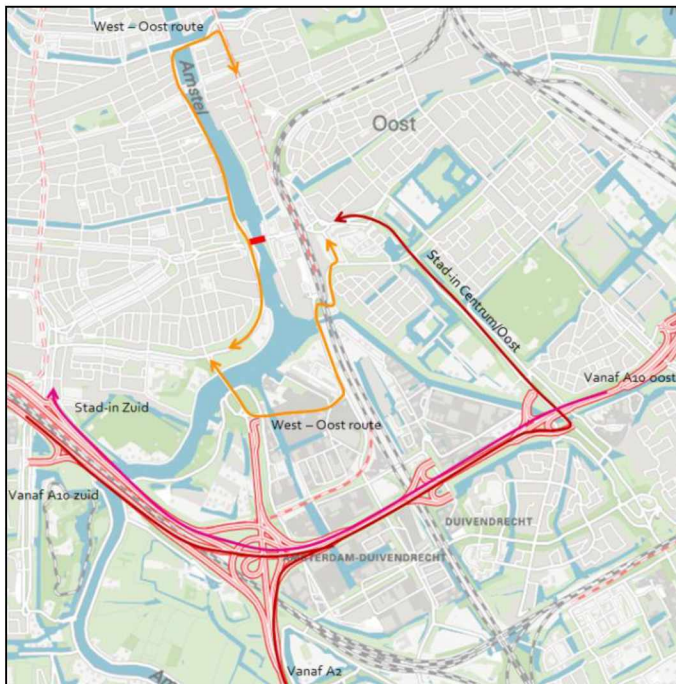 West – Oost route
Amstel
Oost
Stad-in Centrum/Oost
Vanaf A10 oost
Stad-in Zuid
West – Oost route
Vanaf A10 zuid
DUIVENDRECHT
AMSTERDAM-DUIVENDRECHT
Vanaf A2